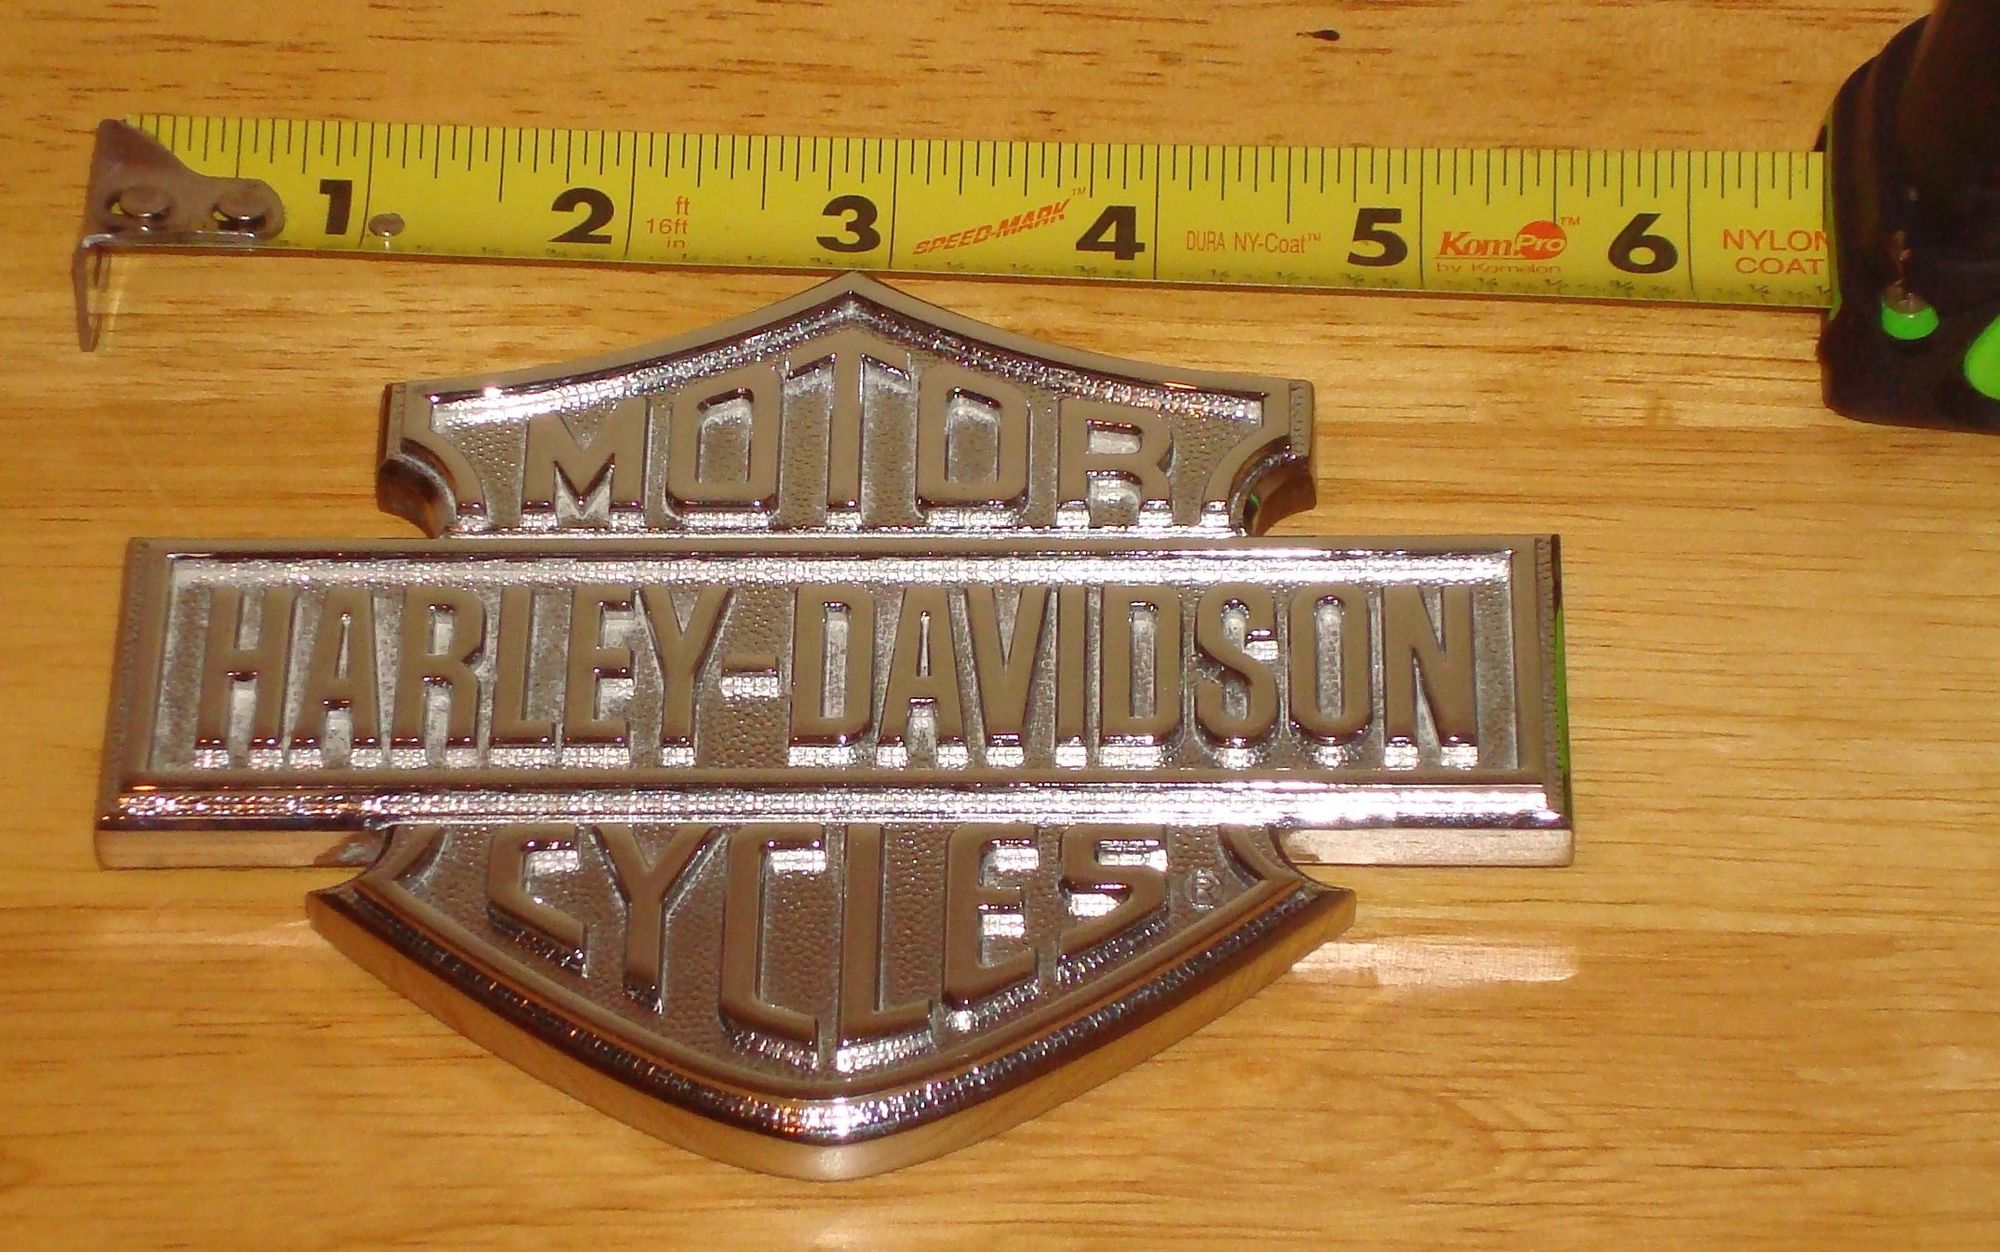 1 2 3 4 5 6
ft
16ft
in
SPEED-MARK™
DURA NY-Coat™
KomPro™
by Komelon
NYLON
COAT
MOTOR
HARLEY-DAVIDSON
CYCLES ®